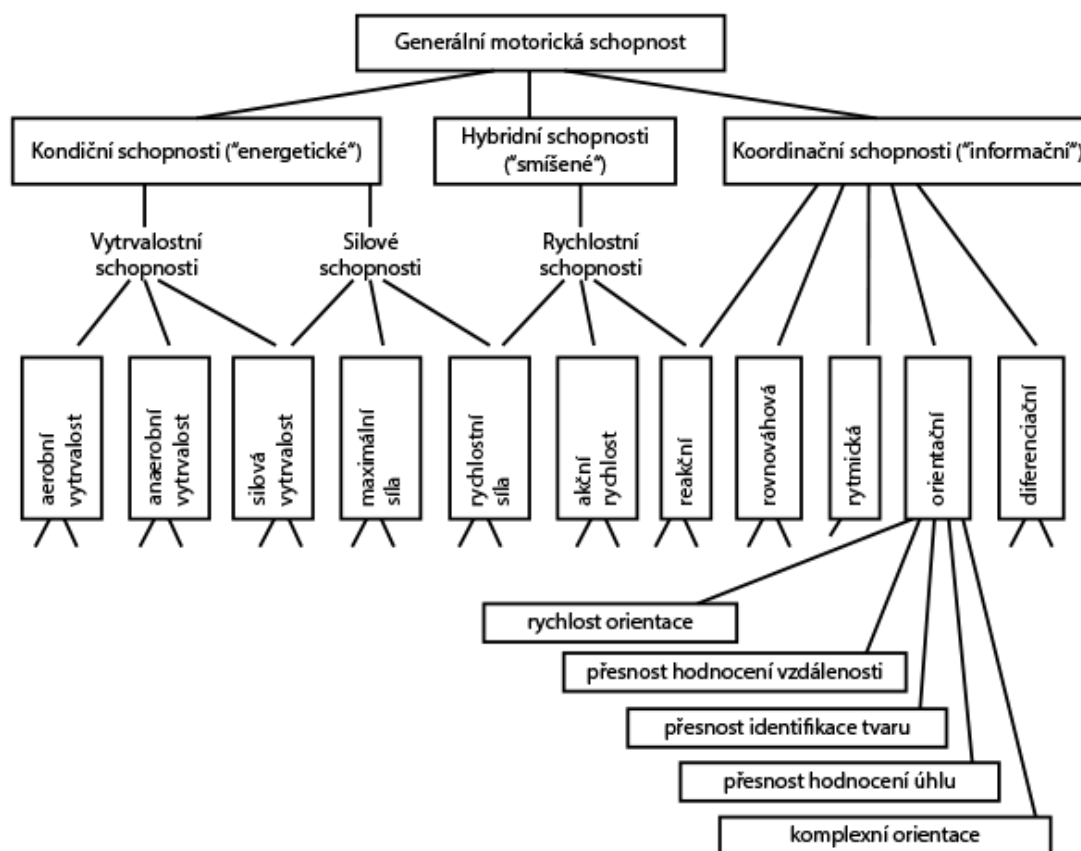 Generální motorická schopnost
Kondiční schopnosti (“energetické“)
Hybridní schopnosti
(“smíšené“)
Koordinační schopnosti (“informační“)
Vytrvalostní
schopnosti
Silové
schopnosti
Rychlostní
schopnosti
aerobní
vytrvalost
anaerobní
vytrvalost
silová
vytrvalost
maximální
síla
rychlostní
síla
akční
rychlost
reakční
rovnováhová
rytmická
orientační
diferenciační
rychlost orientace
přesnost hodnocení vzdálenosti
přesnost identifikace tvaru
přesnost hodnocení úhlu
komplexní orientace